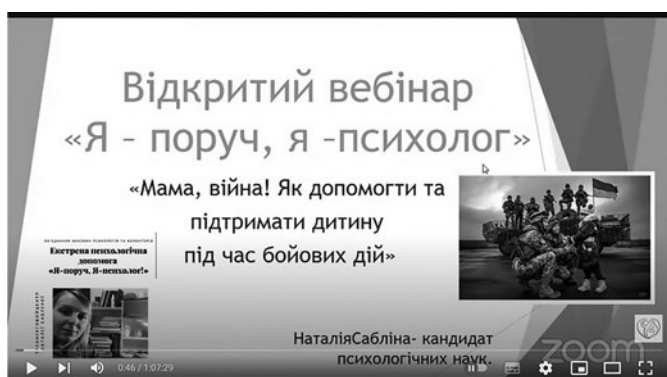 Відкритий вебінар
«Я – поруч, я –психолог»
«Мама, війна! Як допомогти та
підтримати дитину
під час бойових дій»
Екстрена психологічна
допомога
«Я-поруч, Я-психолог!»
НаталіяСабліна- кандидат
психологічних наук.
zoom
0:46 / 1:07:29